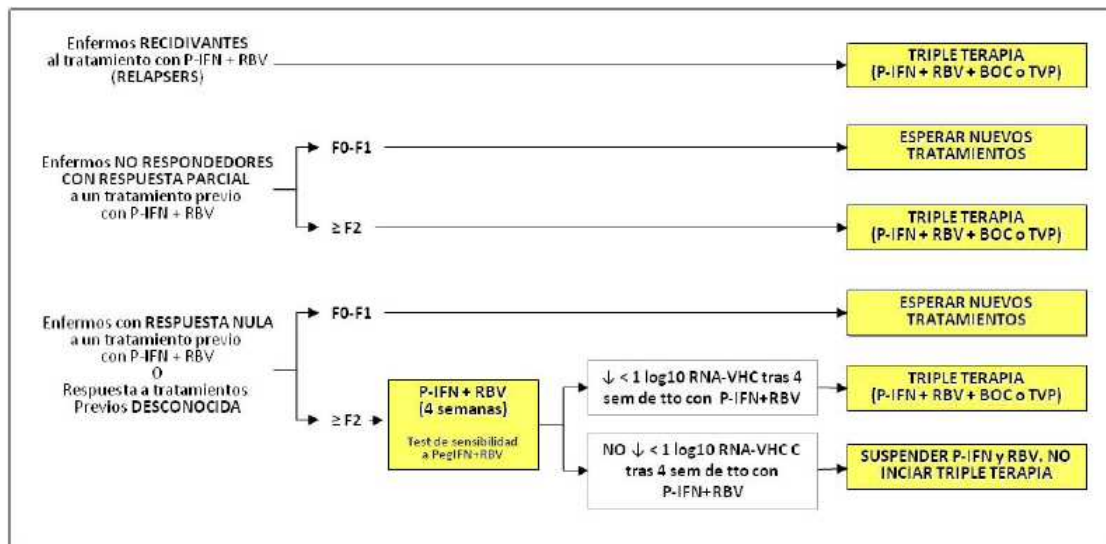 Enfermos RECIDIVANTES
al tratamiento con P-IFN + RBV
(RELAPSERS)
TRIPLE TERAPIA
(P-IFN + RBV + BOC o TVP)
Enfermos NO RESPONDEDORES
CON RESPUESTA PARCIAL
a un tratamiento previo
con P-IFN + RBV
F0-F1
ESPERAR NUEVOS
TRATAMIENTOS
≥ F2
TRIPLE TERAPIA
(P-IFN + RBV + BOC o TVP)
Enfermos con RESPUESTA NULA
a un tratamiento previo
con P-IFN + RBV
O
Respuesta a tratamientos
Previos DESCONOCIDA
F0-F1
ESPERAR NUEVOS
TRATAMIENTOS
≥ F2
P-IFN + RBV
(4 semanas)
Test de sensibilidad
a PegIFN+RBV
↓ < 1 log10 RNA-VHC tras 4
sem de tto con P-IFN+RBV
TRIPLE TERAPIA
(P-IFN + RBV + BOC o TVP)
NO ↓ < 1 log10 RNA-VHC C
tras 4 sem de tto con
P-IFN+RBV
SUSPENDER P-IFN y RBV. NO
INCIAR TRIPLE TERAPIA